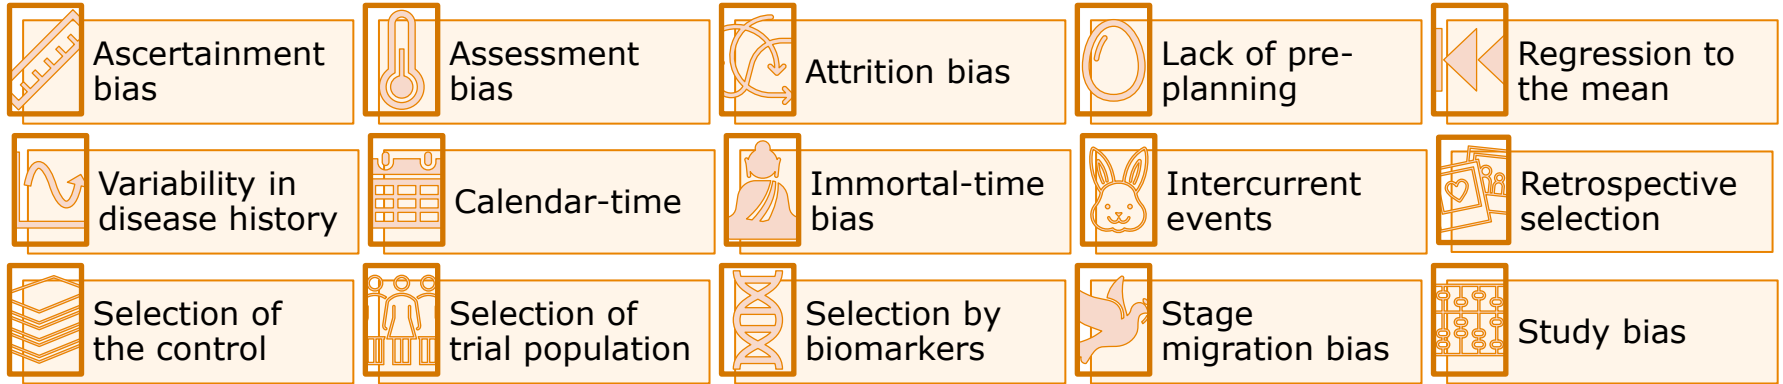 Ascertainment
bias
Assessment
bias
Attrition bias
Lack of pre-
planning
Regression to
the mean
Variability in
disease history
Calendar-time
Immortal-time
bias
Intercurrent
events
Retrospective
selection
Selection of
the control
Selection of
trial population
Selection by
biomarkers
Stage
migration bias
Study bias